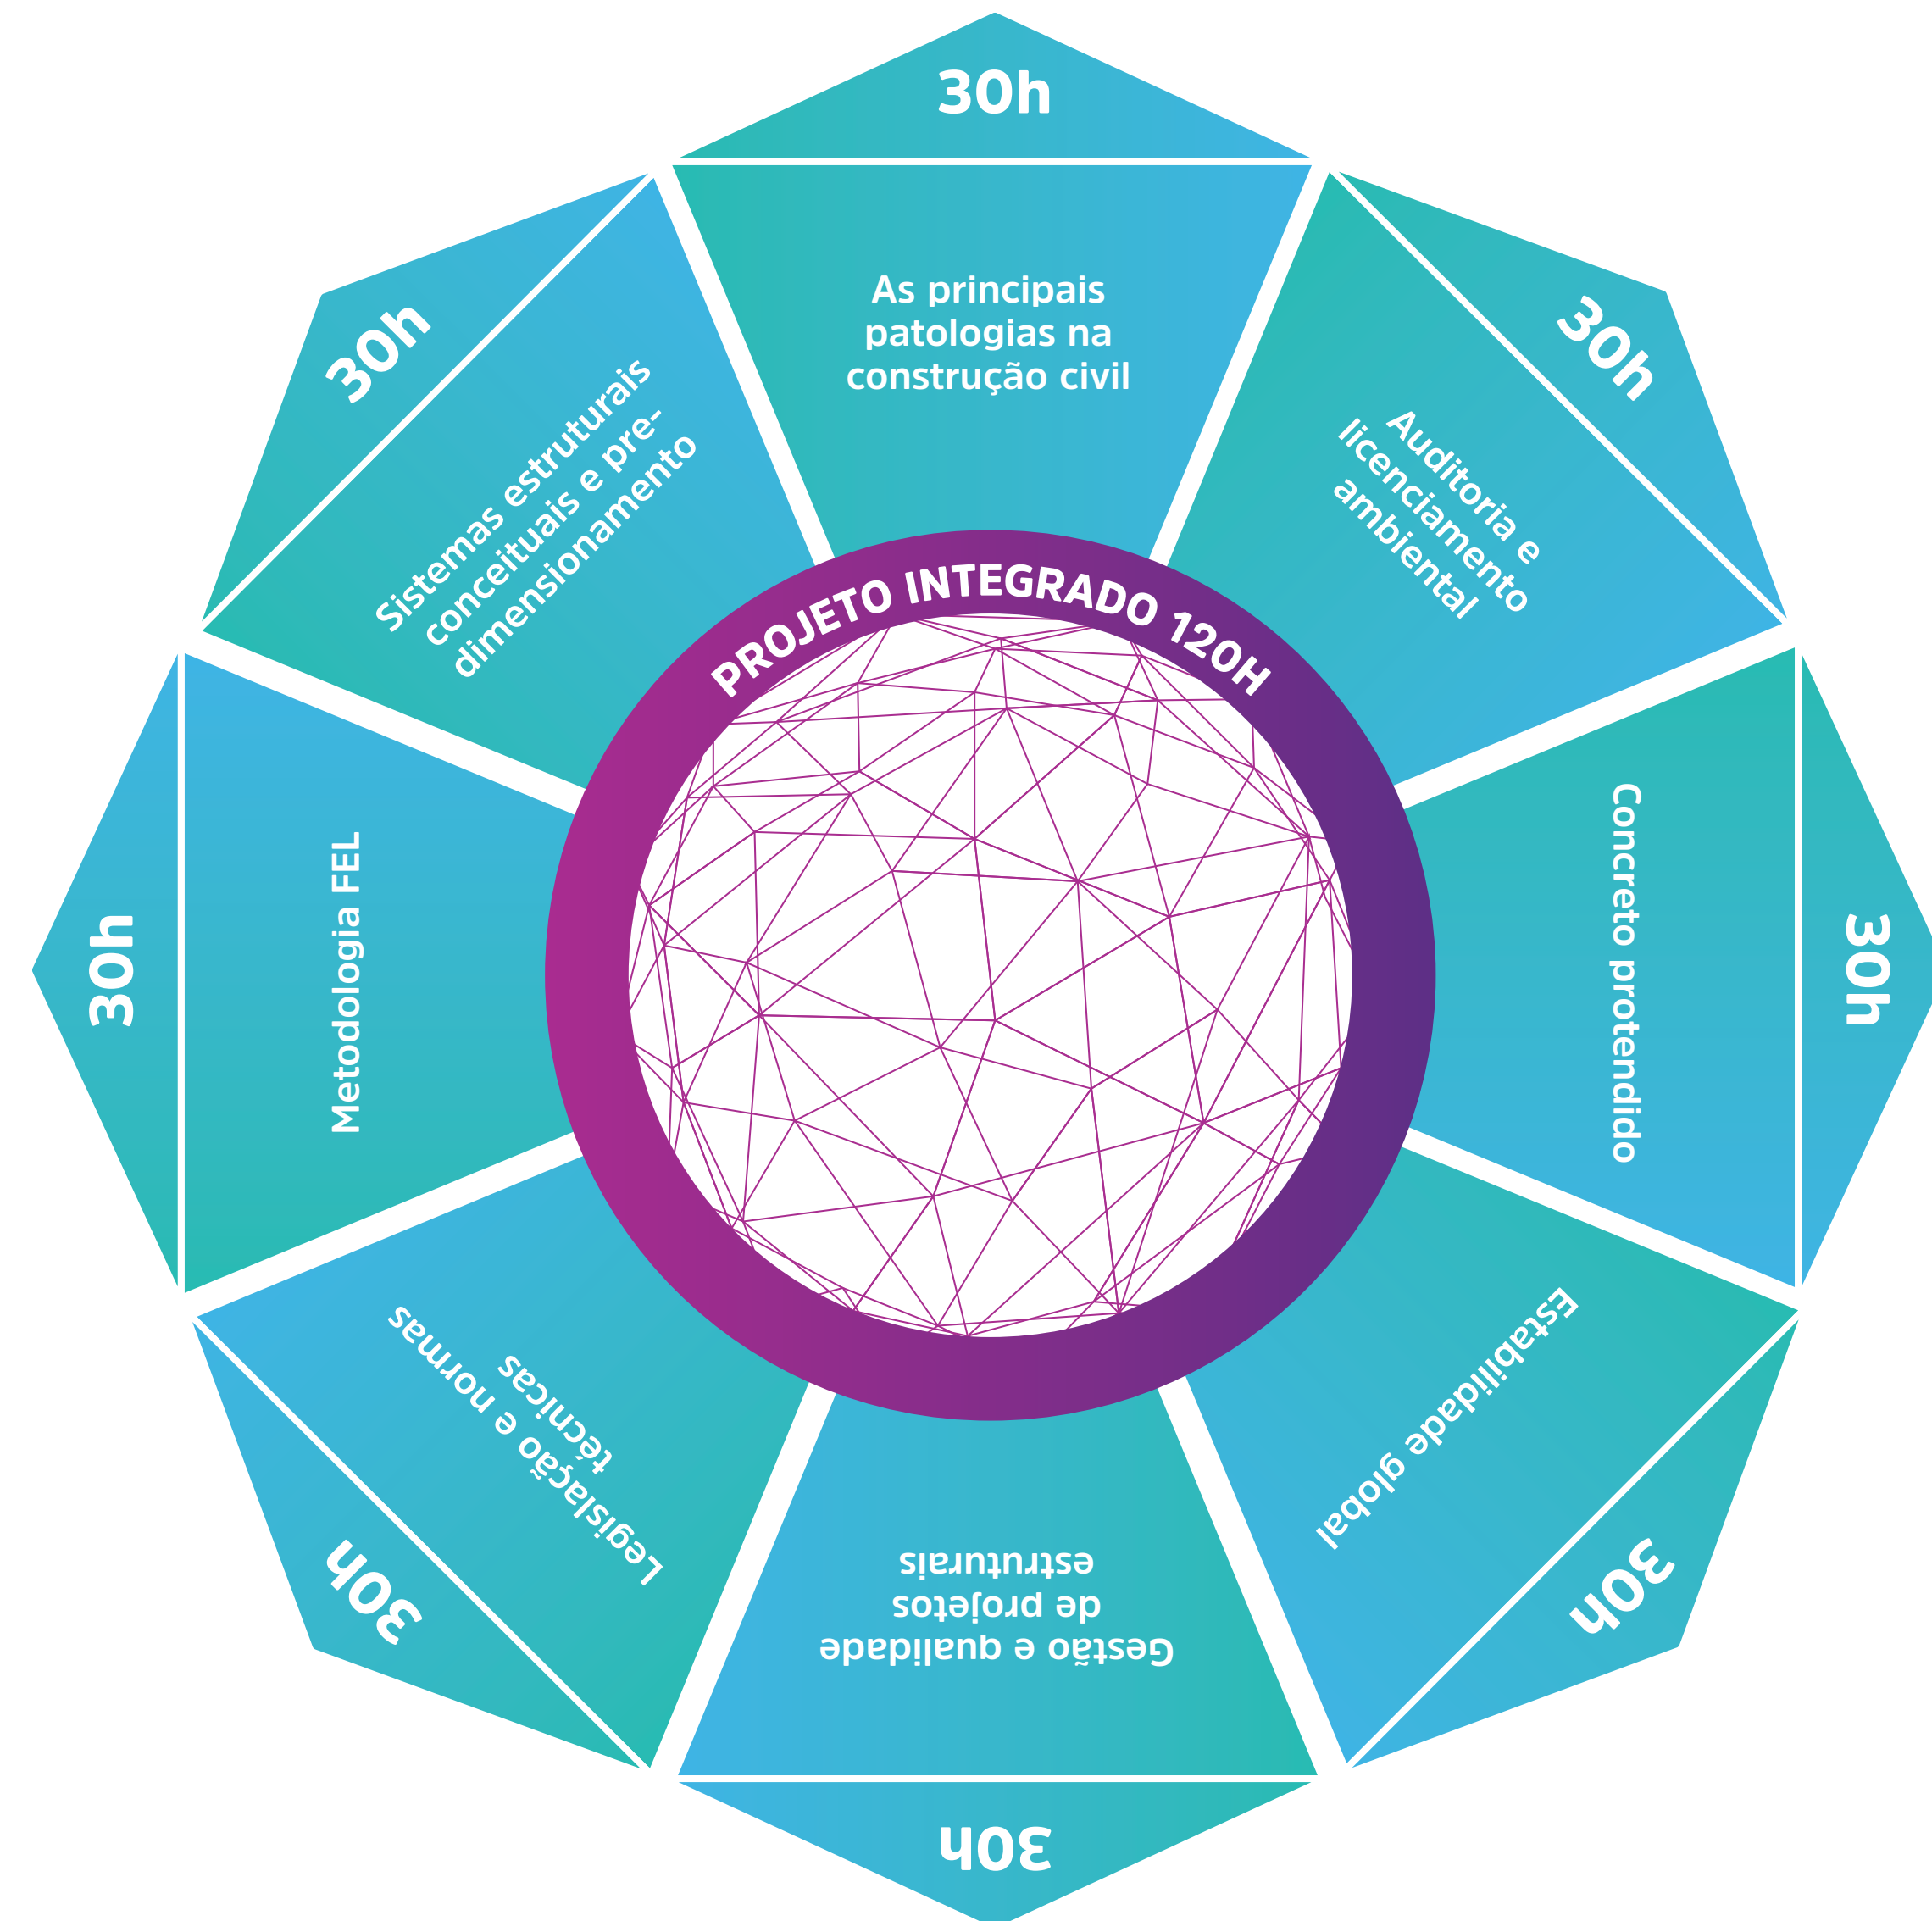 30h
As principais
patologias na
construção civil
30h
Auditoria e
licenciamento
ambiental
30h
Concreto protendido
30h
Estabilidade global
30h
Gestão e qualidade
de projetos
estruturais
30h
Legislação e normas
técnicas
30h
Metodologia FEL
30h
Sistemas estruturais
conceituais e pre-
dimensionamento
PROJETO INTEGRADO 120H